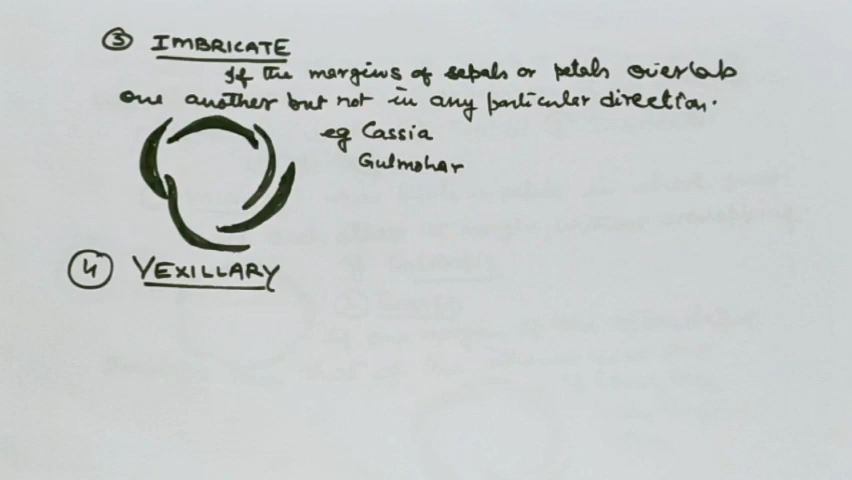 ③ IMBRICATE
If the margins of sepals or petals overlap
one another but not in any particular direction.
eg Cassia
Gulmohar
④ VEXILLARY